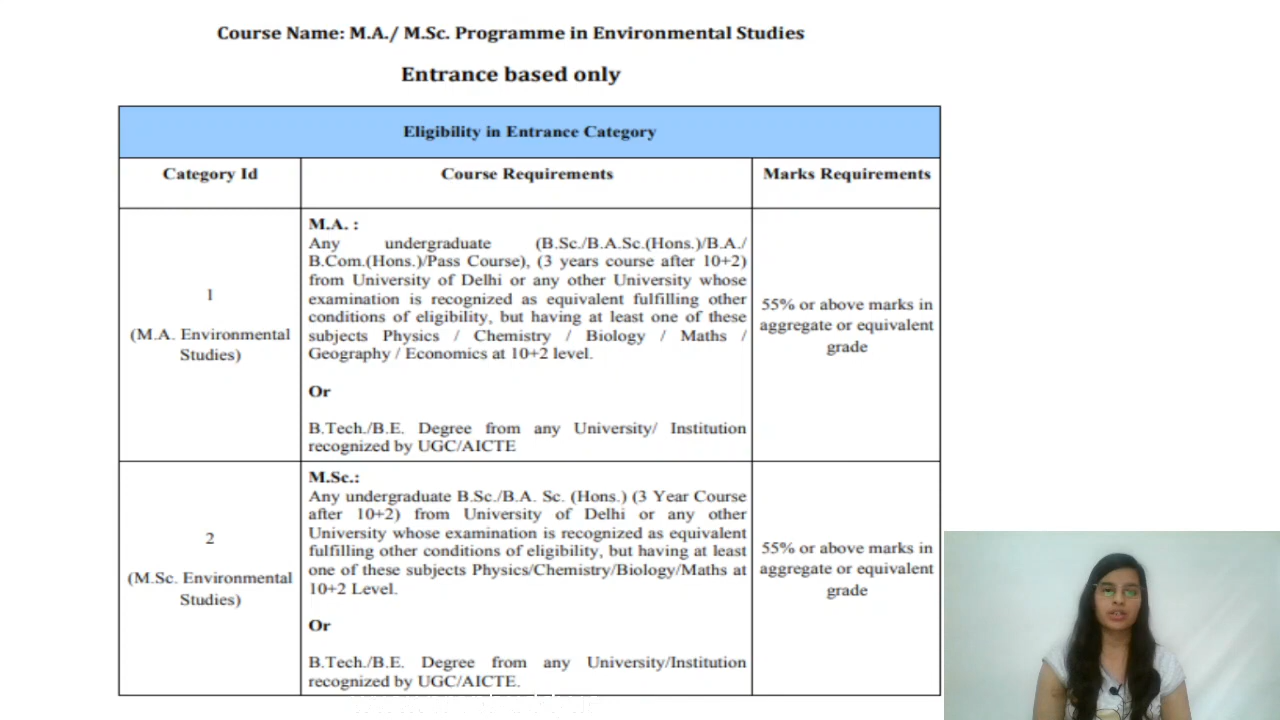 Course Name: M.A./ M.Sc. Programme in Environmental Studies
Entrance based only
Eligibility in Entrance Category
Category Id
Course Requirements
Marks Requirements
1
(M.A. Environmental
Studies)
M.A. :
Any undergraduate (B.Sc./B.A.Sc.(Hons.)/B.A./
B.Com.(Hons.)/Pass Course), (3 years course after 10+2)
from University of Delhi or any other University whose
examination is recognized as equivalent fulfilling other
conditions of eligibility, but having at least one of these
subjects Physics / Chemistry / Biology / Maths /
Geography / Economics at 10+2 level.
Or
B.Tech./B.E. Degree from any University/ Institution
recognized by UGC/AICTE
55% or above marks in
aggregate or equivalent
grade
2
(M.Sc. Environmental
Studies)
M.Sc.:
Any undergraduate B.Sc./B.A. Sc. (Hons.) (3 Year Course
after 10+2) from University of Delhi or any other
University whose examination is recognized as equivalent
fulfilling other conditions of eligibility, but having at least
one of these subjects Physics/Chemistry/Biology/Maths at
10+2 Level.
Or
B.Tech./B.E. Degree from any University/Institution
recognized by UGC/AICTE.
55% or above marks in
aggregate or equivalent
grade